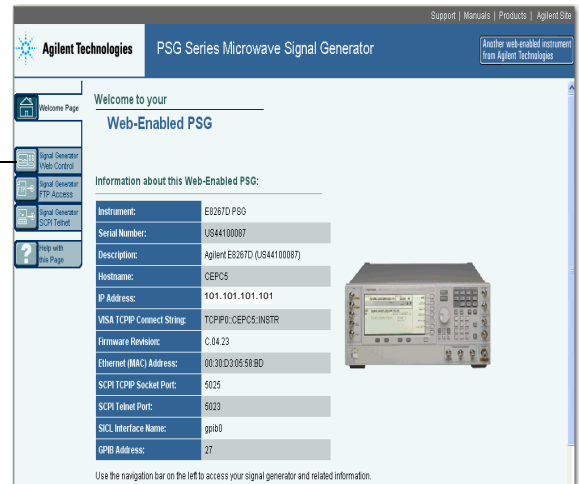 Support | Manuals | Products | Agilent Site
Agilent Technologies
PSG Series Microwave Signal Generator
Another web-enabled instrument
from Agilent Technologies
Welcome Page
Signal Generator
Web Control
Signal Generator
FTP Access
Signal Generator
SCPI Telnet
Help with
this Page
Welcome to your
Web-Enabled PSG
Information about this Web-Enabled PSG:
Instrument: E8267D PSG
Serial Number: US44100087
Description: Agilent E8267D (US44100087)
Hostname: CEPC5
IP Address: 101.101.101.101
VISA TCPIP Connect String: TCPIP0::CEPC5::INSTR
Firmware Revision: C.04.23
Ethernet (MAC) Address: 00:30:D3:05:58:BD
SCPI TCPIP Socket Port: 5025
SCPI Telnet Port: 5023
SICL Interface Name: gpib0
GPIB Address: 27
Use the navigation bar on the left to access your signal generator and related information.